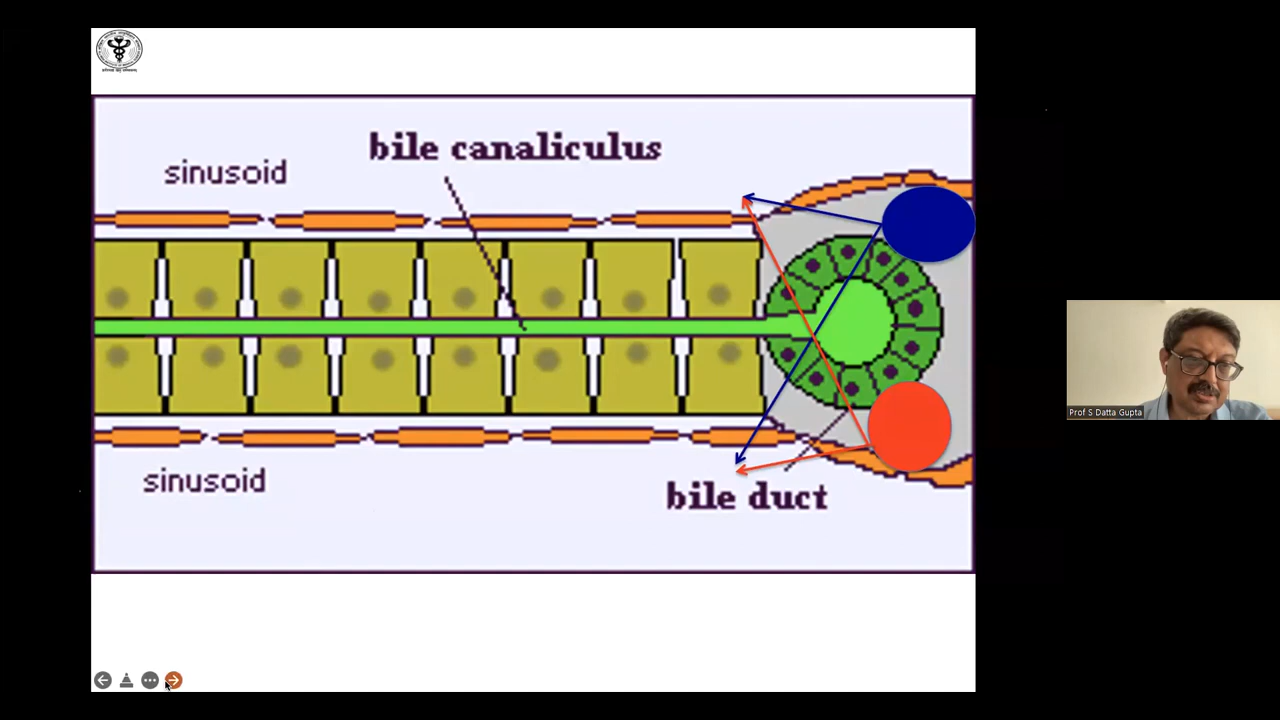 sinusoid
bile canaliculus
sinusoid
bile duct
Prof S Datta Gupta